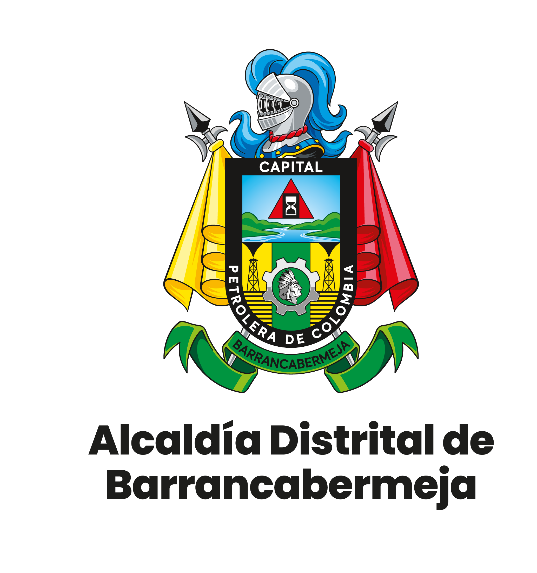 CAPITAL
PETROLERA DE COLOMBIA
BARRANCABERMEJA
Alcaldía Distrital de
Barrancabermeja